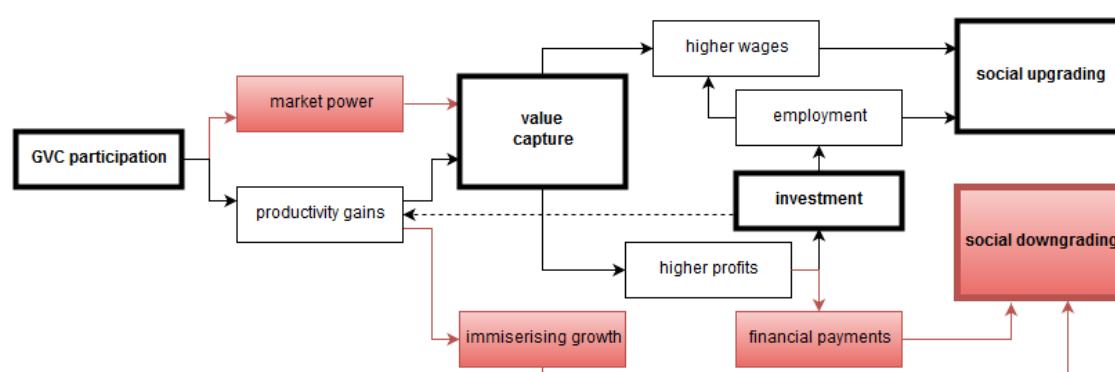 higher wages
social upgrading
market power
value
capture
employment
GVC participation
productivity gains
investment
social downgrading
higher profits
immiserising growth
financial payments